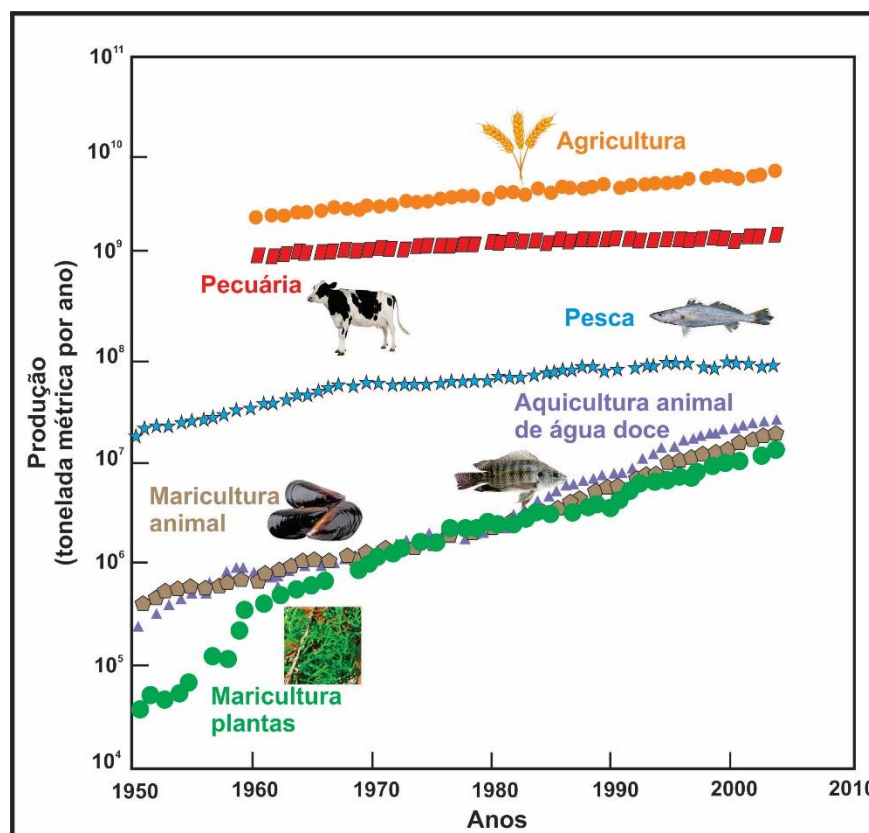 10¹¹
10¹⁰
Agricultura
10⁹
Pecuária
Pesca
10⁸
Produção
(tonelada métrica por ano)
Aquicultura animal
de água doce
10⁷
Maricultura
animal
10⁶
10⁵
Maricultura
plantas
10⁴
1950
1960
1970
1980
1990
2000
2010
Anos